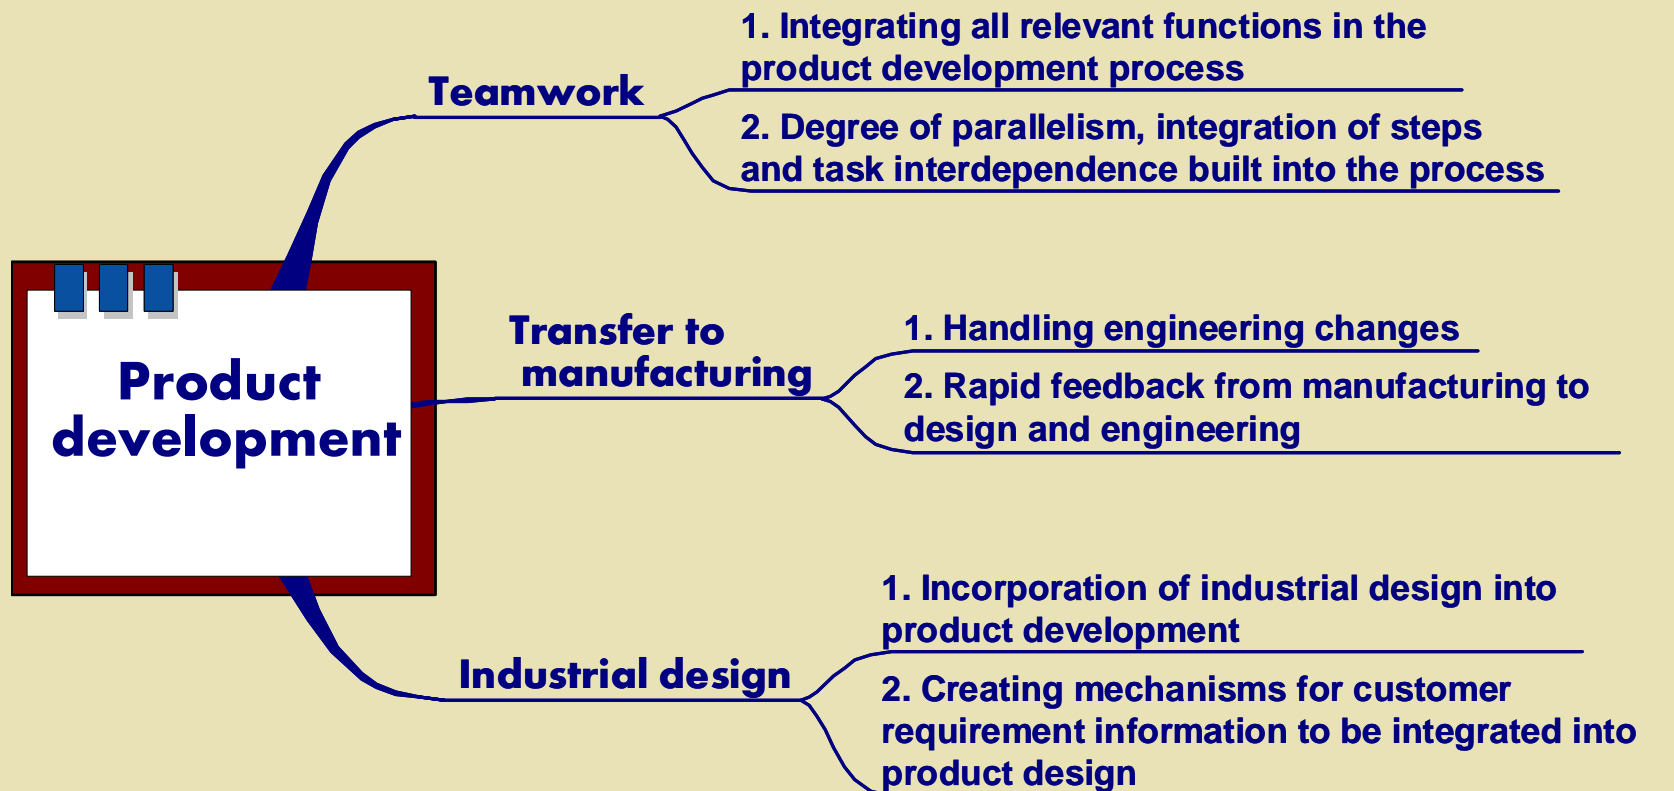 Product
development
Teamwork
1. Integrating all relevant functions in the
product development process
2. Degree of parallelism, integration of steps
and task interdependence built into the process
Transfer to
manufacturing
1. Handling engineering changes
2. Rapid feedback from manufacturing to
design and engineering
Industrial design
1. Incorporation of industrial design into
product development
2. Creating mechanisms for customer
requirement information to be integrated into
product design